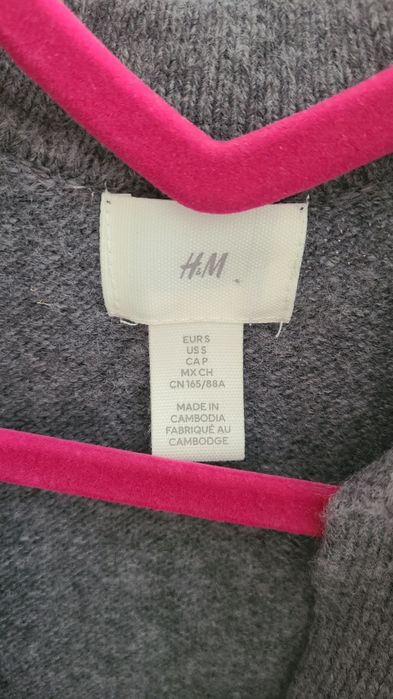 H&M
EUR S
US S
CA P
MX CH
CN 165/88A
MADE IN
CAMBODIA
FABRIQUÉ AU
CAMBODGE